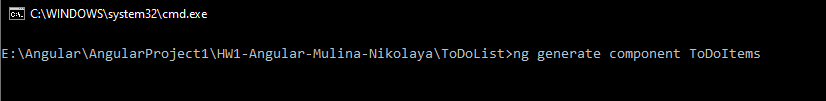 C:\WINDOWS\system32\cmd.exe
E:\Angular\AngularProject1\HW1-Angular-Mulina-Nikolaya\ToDoList>ng generate component ToDoItems